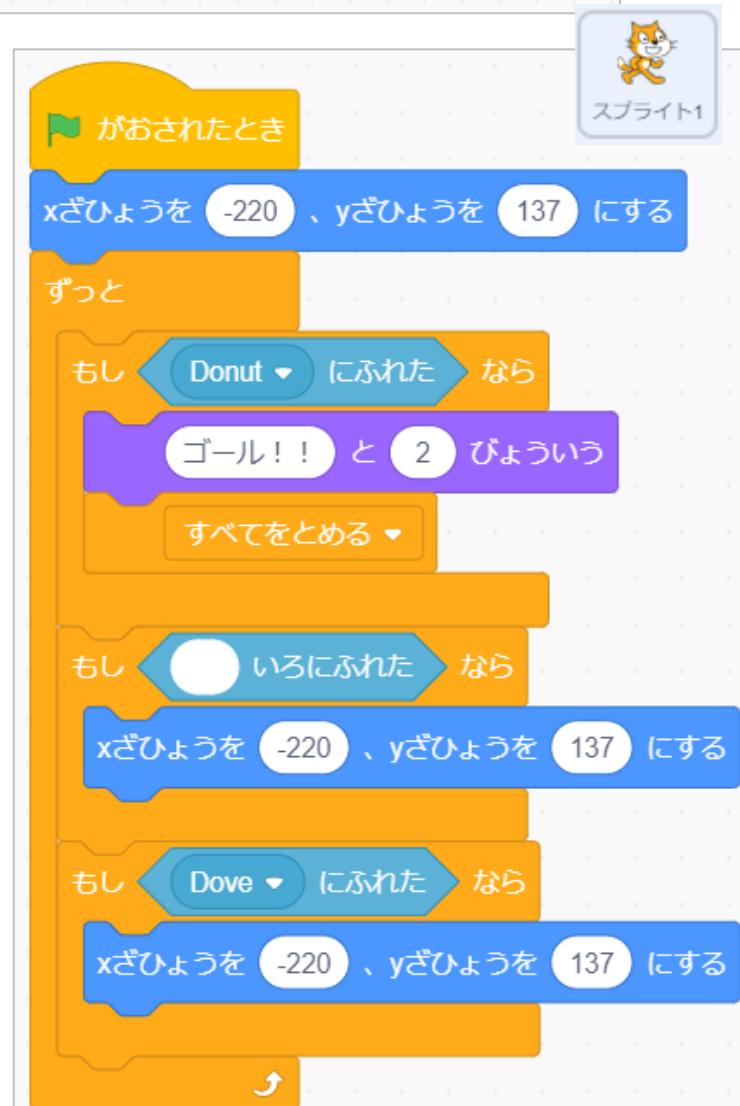 スプライト1
がおされたとき
xざひょうを -220 、yざひょうを 137 にする
ずっと
もし Donut にふれた なら
ゴール！！ と 2 びょういう
すべてをとめる
もし いろにふれた なら
xざひょうを -220 、yざひょうを 137 にする
もし Dove にふれた なら
xざひょうを -220 、yざひょうを 137 にする